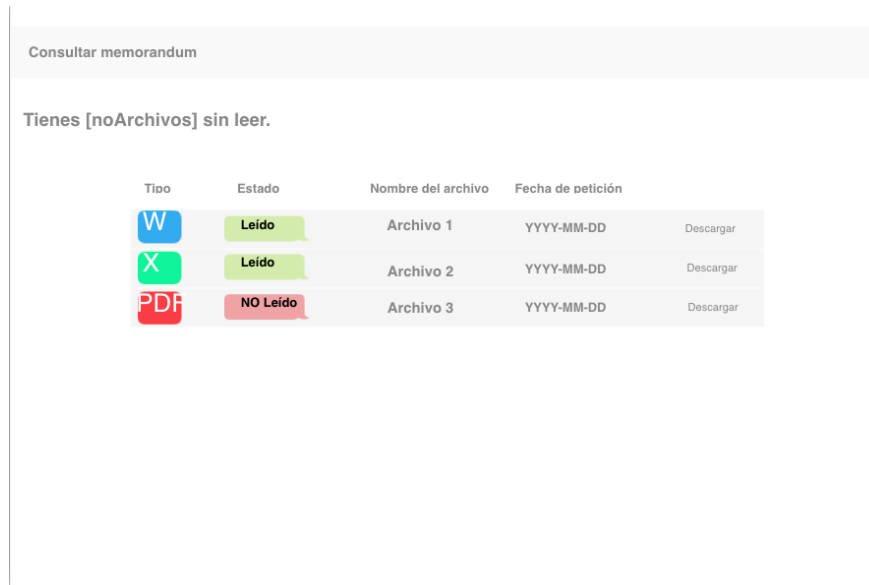 Consultar memorandum
Tienes [noArchivos] sin leer.
Tipo Estado Nombre del archivo Fecha de petición
W Leído Archivo 1 YYYY-MM-DD Descargar
X Leído Archivo 2 YYYY-MM-DD Descargar
PDF NO Leído Archivo 3 YYYY-MM-DD Descargar